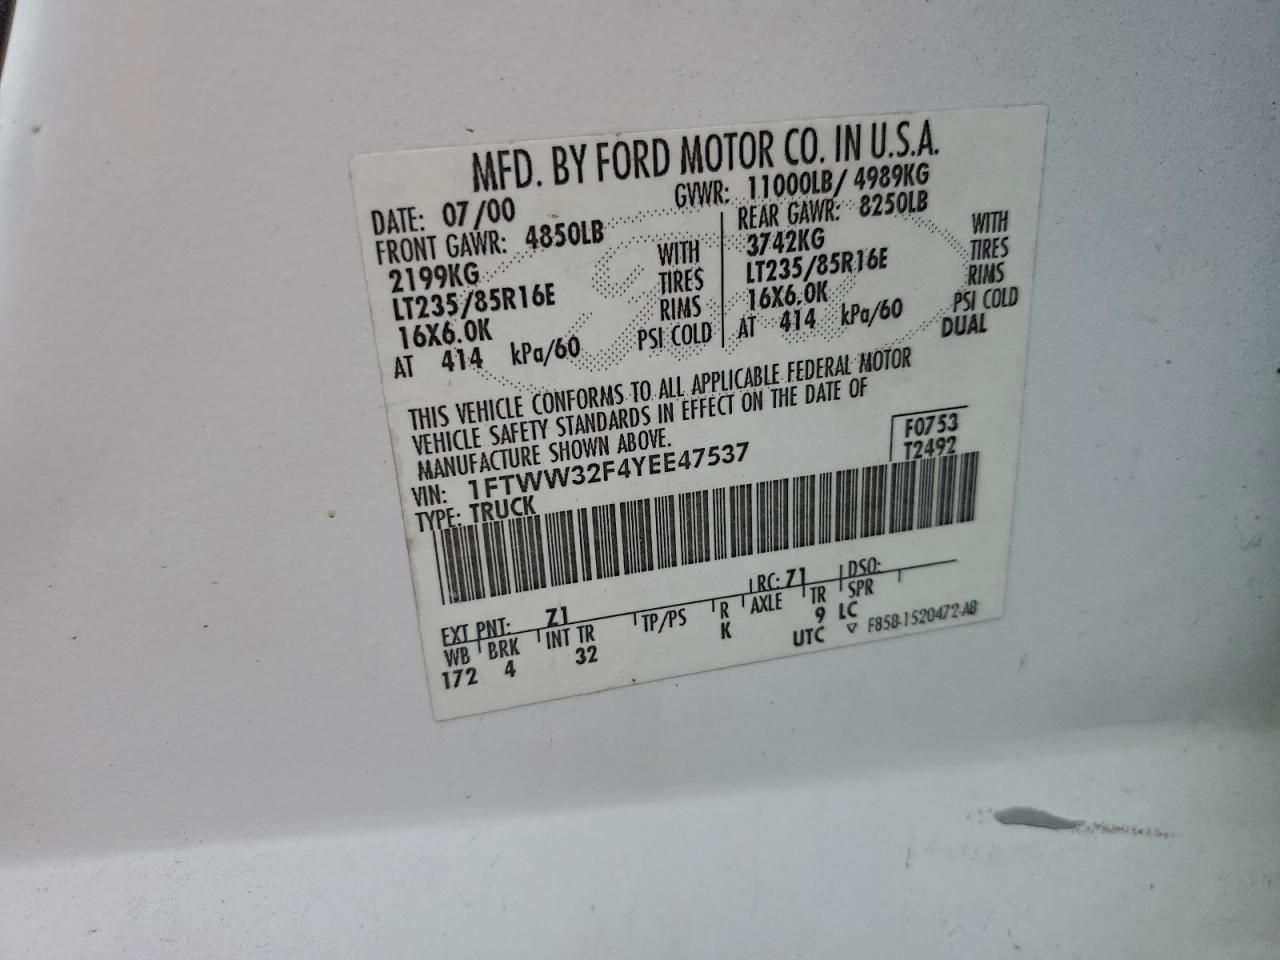 MFD. BY FORD MOTOR CO. IN U.S.A.
DATE: 07/00 GVWR: 11000LB/ 4989KG
FRONT GAWR: 4850LB
2199KG WITH
LT235/85R16E TIRES
16X6.0K RIMS
AT 414 kPa/60 PSI COLD
REAR GAWR: 8250LB
3742KG WITH
LT235/85R16E TIRES
16X6.0K RIMS
AT 414 kPa/60 PSI COLD
DUAL
THIS VEHICLE CONFORMS TO ALL APPLICABLE FEDERAL MOTOR
VEHICLE SAFETY STANDARDS IN EFFECT ON THE DATE OF
MANUFACTURE SHOWN ABOVE.
VIN: 1FTWW32F4YEE47537
F0753
T2492
TYPE: TRUCK
EXT PNT: Z1 RC: Z1 DSO:
WB BRK INT TR TP/PS R AXLE TR SPR
172 4 32 K 9 LC
UTC ▽ F85B-1520472-AB